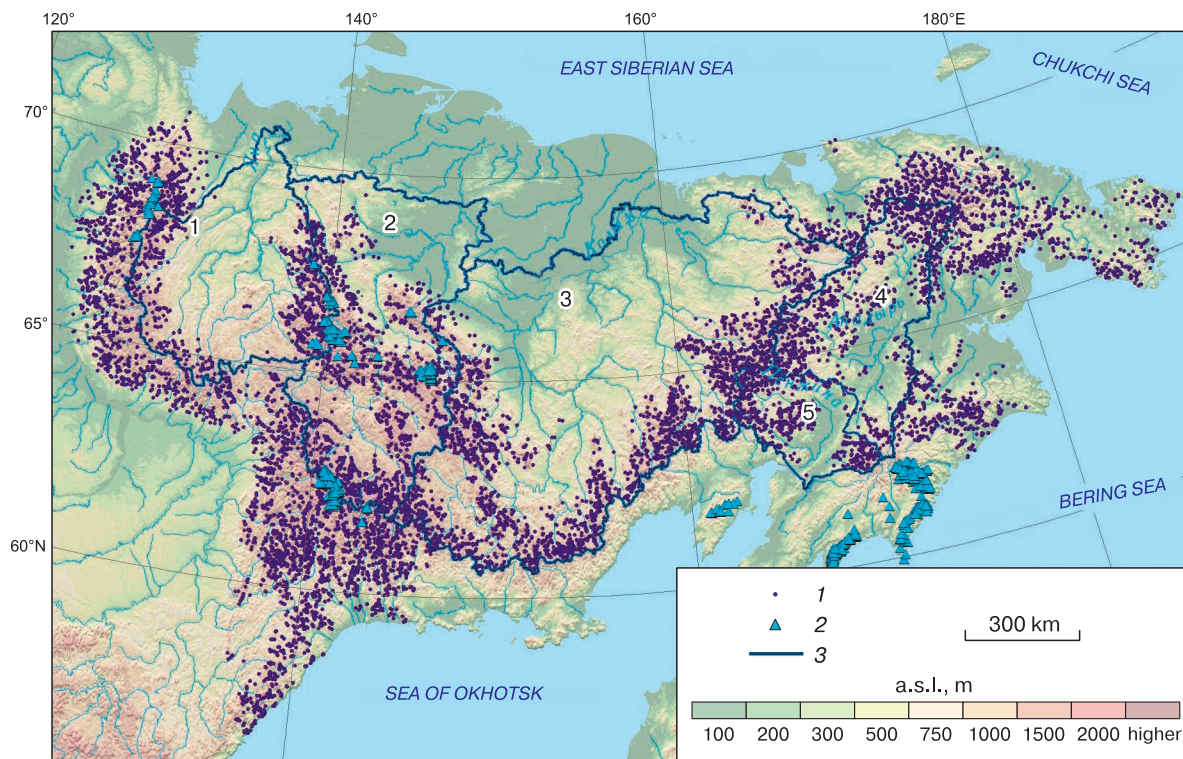 120°
140°
160°
180°E
EAST SIBERIAN SEA
CHUKCHI SEA
70°
1
2
3
4
65°
5
BERING SEA
60°N
SEA OF OKHOTSK
1
2
3
300 km
a.s.l., m
100 200 300 500 750 1000 1500 2000 higher